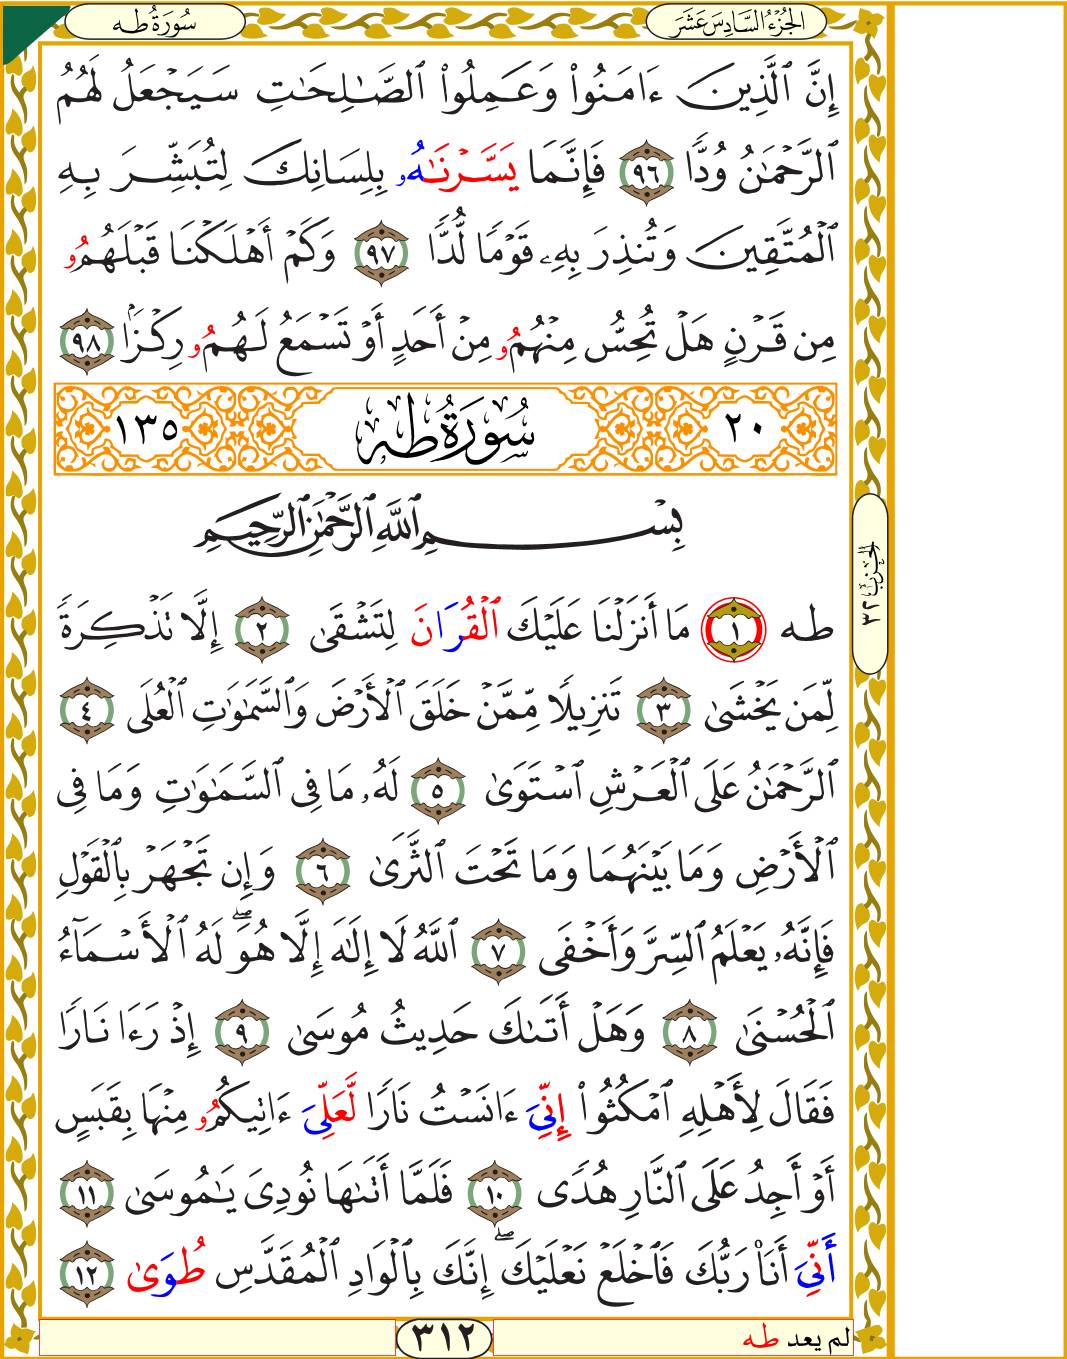 سُورَةُ طه
الجُزْءُ السَّادِسَ عَشَرَ
إِنَّ ٱلَّذِينَ ءَامَنُوا۟ وَعَمِلُوا۟ ٱلصَّـٰلِحَـٰتِ سَيَجْعَلُ لَهُمُ
ٱلرَّحْمَـٰنُ وُدًّا ٩٦ فَإِنَّمَا يَسَّرْنَـٰهُۥ بِلِسَانِكَ لِتُبَشِّرَ بِهِ
ٱلْمُتَّقِينَ وَتُنذِرَ بِهِۦ قَوْمًا لُّدًّا ٩٧ وَكَمْ أَهْلَكْنَا قَبْلَهُمُۥ
مِن قَرْنٍ هَلْ تُحِسُّ مِنْهُمُۥ مِنْ أَحَدٍ أَوْ تَسْمَعُ لَهُمُۥ رِكْزًا ٩٨
٢٠ سُورَةُ طه ١٣٥
بِسْمِ ٱللَّهِ ٱلرَّحْمَـٰنِ ٱلرَّحِيمِ
طه ١ مَا أَنزَلْنَا عَلَيْكَ ٱلْقُرَانَ لِتَشْقَىٰ ٢ إِلَّا تَذْكِرَةً
لِّمَن يَخْشَىٰ ٣ تَنزِيلًا مِّمَّنْ خَلَقَ ٱلْأَرْضَ وَٱلسَّمَـٰوَٰتِ ٱلْعُلَى ٤
ٱلرَّحْمَـٰنُ عَلَى ٱلْعَرْشِ ٱسْتَوَىٰ ٥ لَهُۥ مَا فِى ٱلسَّمَـٰوَٰتِ وَمَا فِى
ٱلْأَرْضِ وَمَا بَيْنَهُمَا وَمَا تَحْتَ ٱلثَّرَىٰ ٦ وَإِن تَجْهَرْ بِٱلْقَوْلِ
فَإِنَّهُۥ يَعْلَمُ ٱلسِّرَّ وَأَخْفَى ٧ ٱللَّهُ لَا إِلَـٰهَ إِلَّا هُوَۖ لَهُ ٱلْأَسْمَآءُ
ٱلْحُسْنَىٰ ٨ وَهَلْ أَتَىٰكَ حَدِيثُ مُوسَىٰ ٩ إِذْ رَءَا نَارًا
فَقَالَ لِأَهْلِهِ ٱمْكُثُوا۟ إِنِّىَ ءَانَسْتُ نَارًا لَّعَلِّىَ ءَاتِيكُمُۥ مِنْهَا بِقَبَسٍ
أَوْ أَجِدُ عَلَى ٱلنَّارِ هُدًى ١٠ فَلَمَّا أَتَىٰهَا نُودِىَ يَـٰمُوسَىٰ ١١
أَنِّىَ أَنَا۠ رَبُّكَ فَٱخْلَعْ نَعْلَيْكَۖ إِنَّكَ بِٱلْوَادِ ٱلْمُقَدَّسِ طُوَىٰ ١٢
الحِزْبُ ٣٢
لم يعد طه
٣١٢